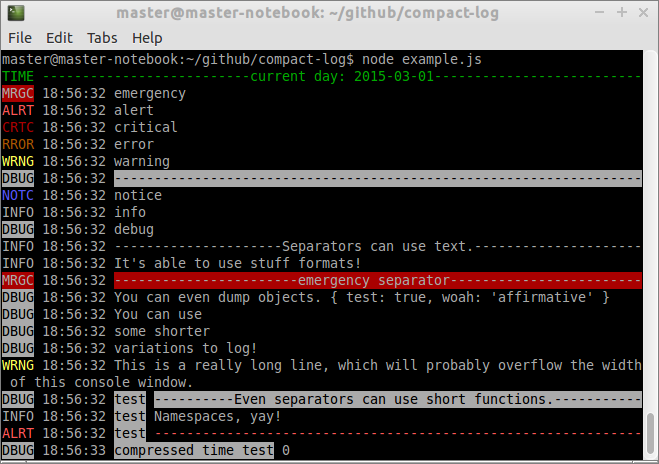 master@master-notebook: ~/github/compact-log
File Edit Tabs Help
master@master-notebook:~/github/compact-log$ node example.js
TIME --------------------------current day: 2015-03-01--------------------------
MRGC 18:56:32 emergency
ALRT 18:56:32 alert
CRTC 18:56:32 critical
RROR 18:56:32 error
WRNG 18:56:32 warning
DBUG 18:56:32 ------------------------------------------------------------------
NOTC 18:56:32 notice
INFO 18:56:32 info
DBUG 18:56:32 debug
INFO 18:56:32 ---------------------Separators can use text.---------------------
INFO 18:56:32 It's able to use stuff formats!
MRGC 18:56:32 -----------------------emergency separator------------------------
DBUG 18:56:32 You can even dump objects. { test: true, woah: 'affirmative' }
DBUG 18:56:32 You can use
DBUG 18:56:32 some shorter
DBUG 18:56:32 variations to log!
WRNG 18:56:32 This is a really long line, which will probably overflow the width
 of this console window.
DBUG 18:56:32 test ----------Even separators can use short functions.-----------
INFO 18:56:32 test Namespaces, yay!
ALRT 18:56:32 test -------------------------------------------------------------
DBUG 18:56:33 compressed time test 0